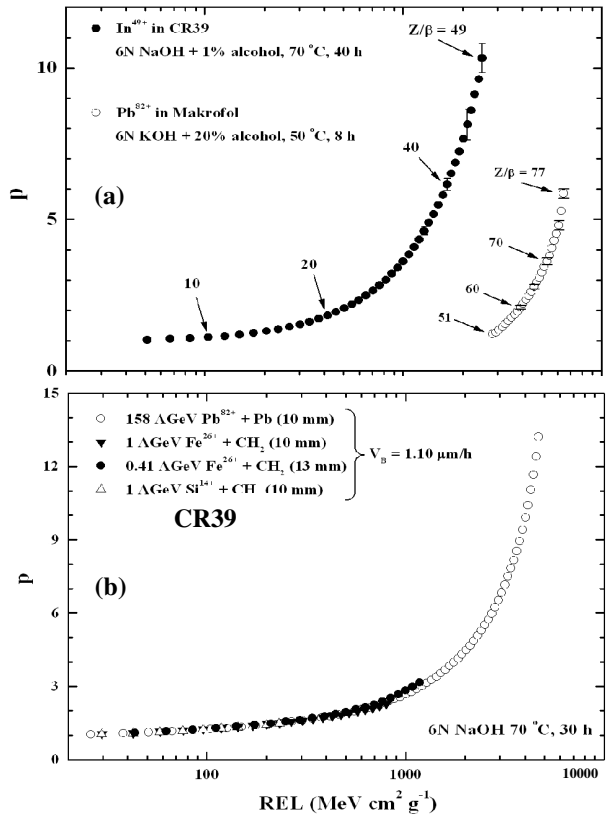 In⁴⁹⁺ in CR39
6N NaOH + 1% alcohol, 70 °C, 40 h
Pb⁸²⁺ in Makrofol
6N KOH + 20% alcohol, 50 °C, 8 h
Z/β = 49
40
20
10
Z/β = 77
70
60
51
(a)
p
10
5
0
158 AGeV Pb⁸²⁺ + Pb (10 mm)
1 AGeV Fe²⁶⁺ + CH₂ (10 mm)
0.41 AGeV Fe²⁶⁺ + CH₂ (13 mm)
1 AGeV Si¹⁴⁺ + CH (10 mm)
V_B = 1.10 μm/h
CR39
(b)
p
15
12
9
6
3
0
6N NaOH 70 °C, 30 h
100
1000
10000
REL (MeV cm² g⁻¹)